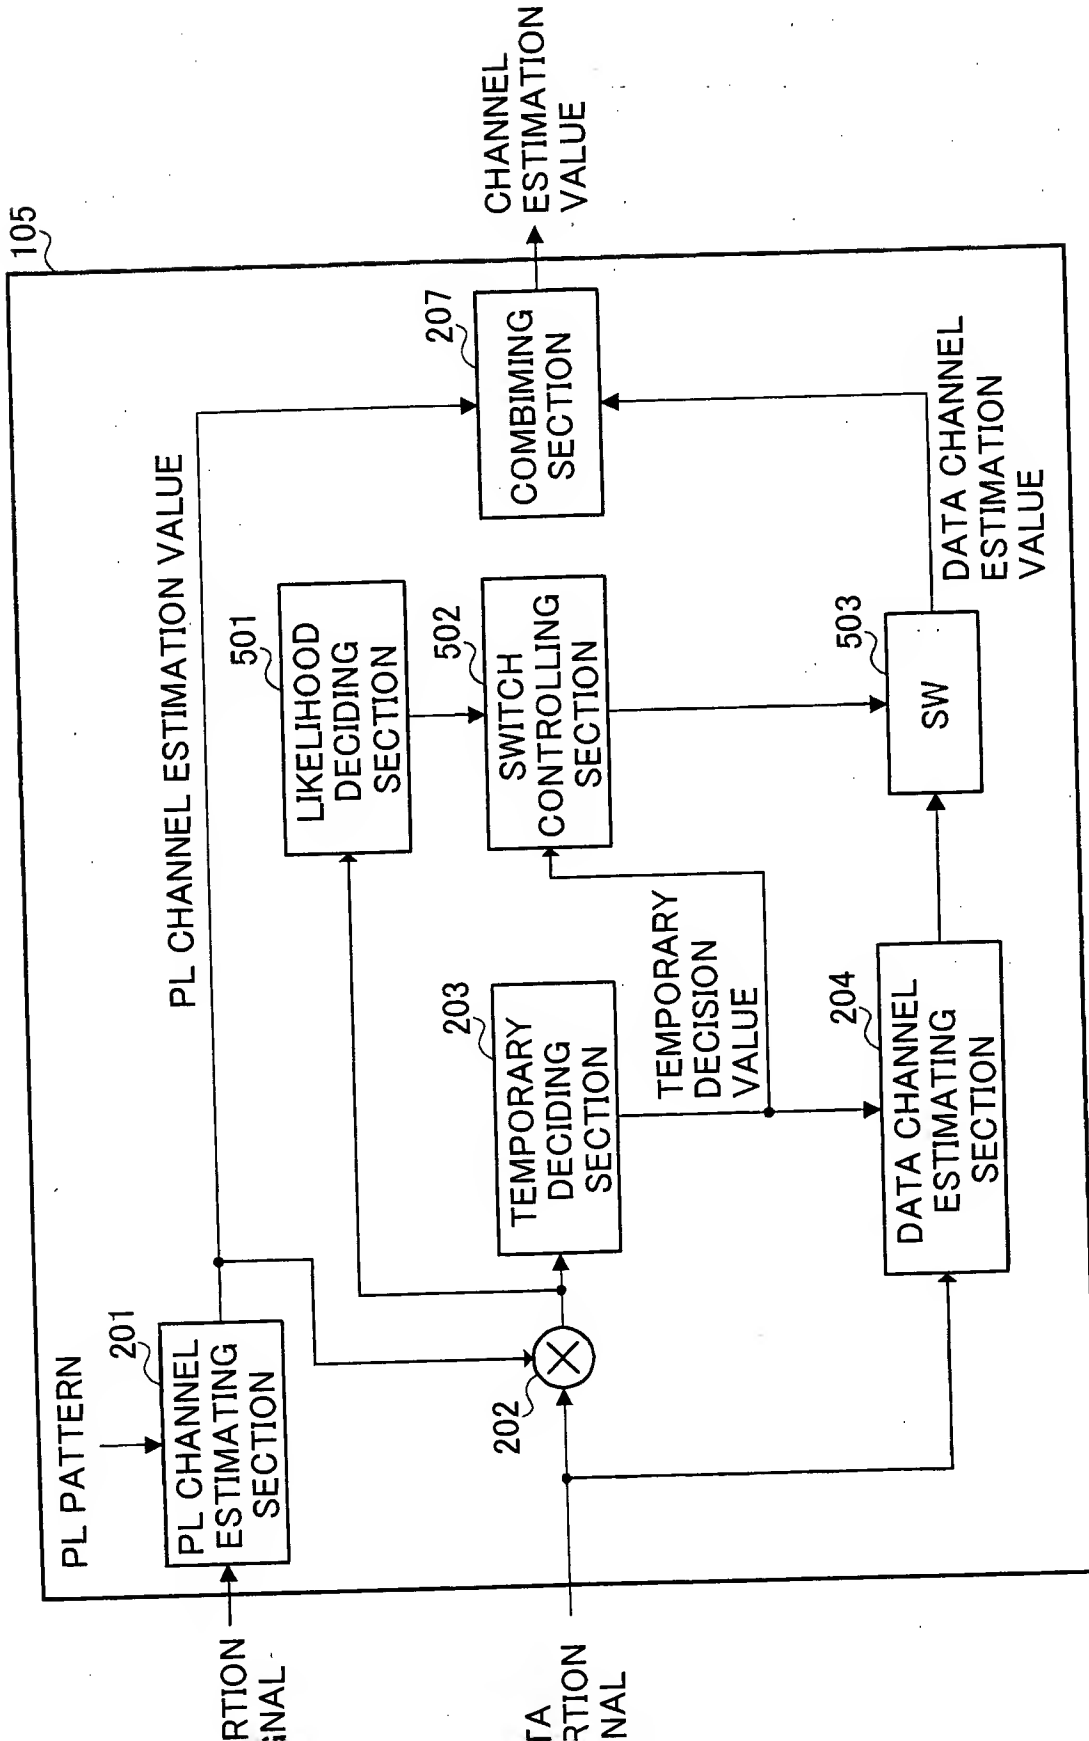 105
PL PATTERN
201
PL CHANNEL
ESTIMATING
SECTION
PL CHANNEL ESTIMATION VALUE
501
LIKELIHOOD
DECIDING
SECTION
207
COMBIMING
SECTION
CHANNEL
ESTIMATION
VALUE
502
SWITCH
CONTROLLING
SECTION
202
203
TEMPORARY
DECIDING
SECTION
TEMPORARY
DECISION
VALUE
204
DATA CHANNEL
ESTIMATING
SECTION
503
SW
DATA CHANNEL
ESTIMATION
VALUE
RTION
GNAL
TA
RTION
NAL